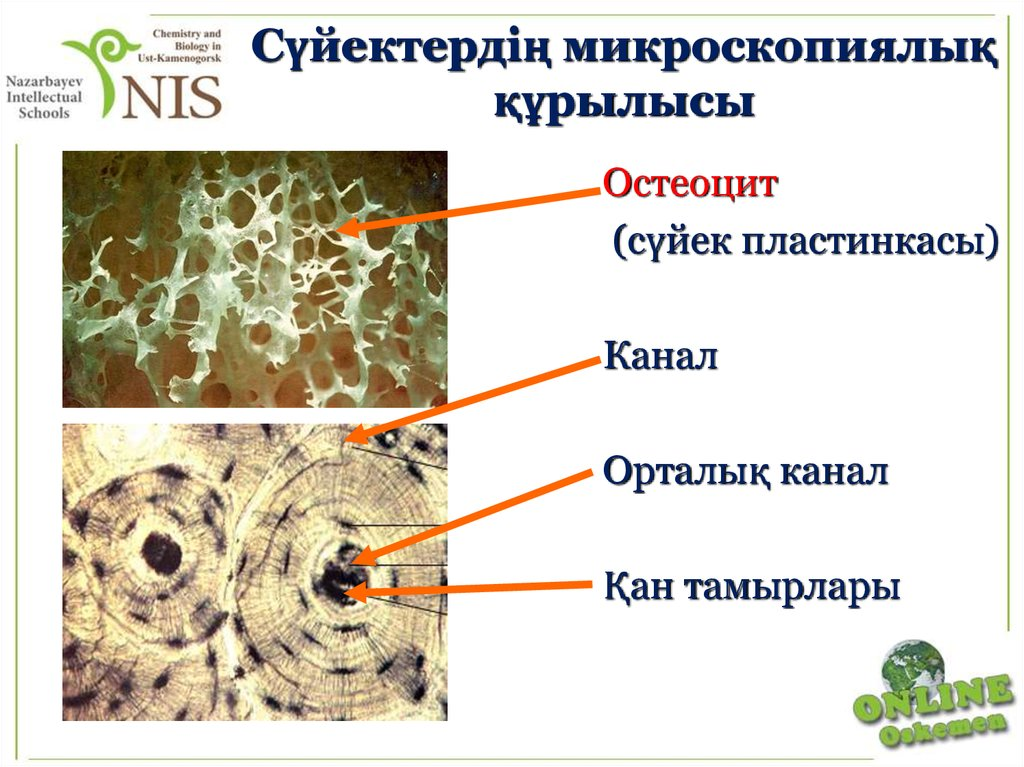 Chemistry and
Biology in
Ust-Kamenogorsk
Nazarbayev
Intellectual
Schools
NIS
Сүйектердің микроскопиялық
құрылысы
Остеоцит
(сүйек пластинкасы)
Канал
Орталық канал
Қан тамырлары
ONLINE
Oskemen